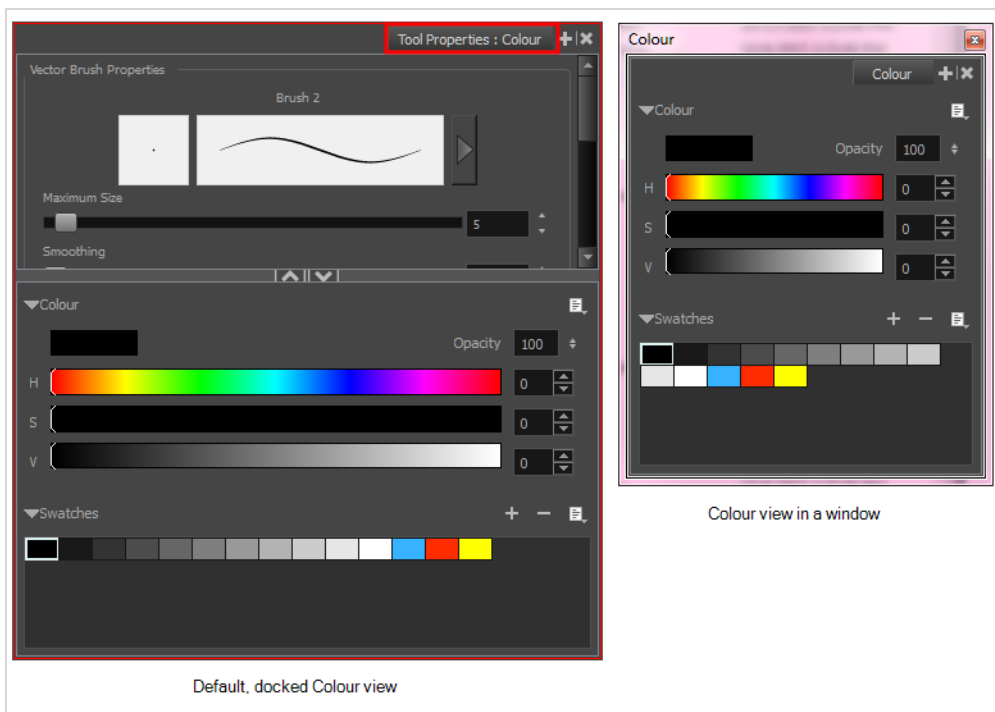 Tool Properties : Colour
Vector Brush Properties
Brush 2
Maximum Size
5
Smoothing
Colour
Opacity 100
H 0
S 0
V 0
Swatches
Default, docked Colour view
Colour
Colour
Colour
Opacity 100
H 0
S 0
V 0
Swatches
Colour view in a window